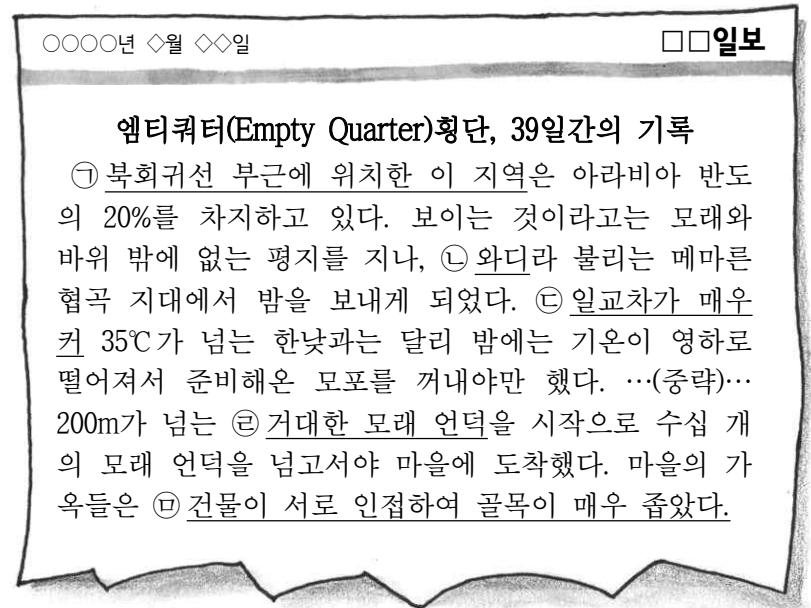 ○○○○년 ◇월 ◇◇일
□□일보
엠티쿼터(Empty Quarter)횡단, 39일간의 기록
㉠ 북회귀선 부근에 위치한 이 지역은 아라비아 반도
의 20%를 차지하고 있다. 보이는 것이라고는 모래와
바위 밖에 없는 평지를 지나, ㉡ 와디라 불리는 메마른
협곡 지대에서 밤을 보내게 되었다. ㉢ 일교차가 매우
커 35℃가 넘는 한낮과는 달리 밤에는 기온이 영하로
떨어져서 준비해온 모포를 꺼내야만 했다. …(중략)…
200m가 넘는 ㉣ 거대한 모래 언덕을 시작으로 수십 개
의 모래 언덕을 넘고서야 마을에 도착했다. 마을의 가
옥들은 ㉤ 건물이 서로 인접하여 골목이 매우 좁았다.